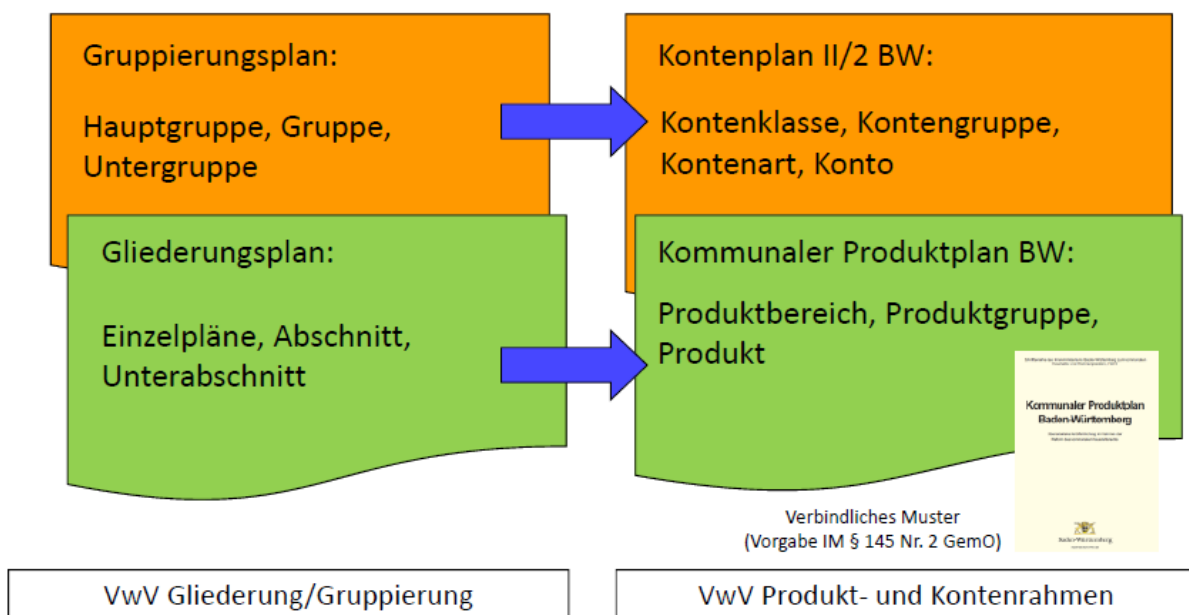 Gruppierungsplan:
Hauptgruppe, Gruppe,
Untergruppe
Kontenplan II/2 BW:
Kontenklasse, Kontengruppe,
Kontenart, Konto
Gliederungsplan:
Einzelpläne, Abschnitt,
Unterabschnitt
Kommunaler Produktplan BW:
Produktbereich, Produktgruppe,
Produkt
Kommunaler Produktplan
Baden-Württemberg
Baden-Württemberg
Verbindliches Muster
(Vorgabe IM § 145 Nr. 2 GemO)
VwV Gliederung/Gruppierung
VwV Produkt- und Kontenrahmen